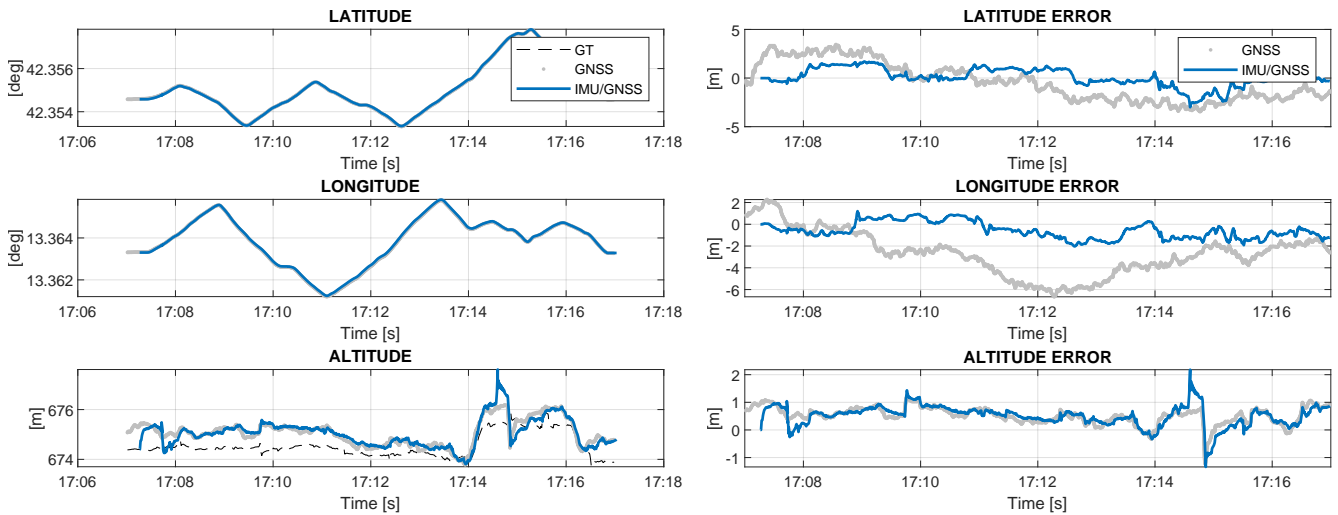 LATITUDE
[deg]
42.356
42.354
GT
GNSS
IMU/GNSS
17:06 17:08 17:10 17:12 17:14 17:16 17:18
Time [s]
LATITUDE ERROR
[m]
5
0
-5
GNSS
IMU/GNSS
17:08 17:10 17:12 17:14 17:16
Time [s]
LONGITUDE
[deg]
13.364
13.362
17:06 17:08 17:10 17:12 17:14 17:16 17:18
Time [s]
LONGITUDE ERROR
[m]
2
0
-2
-4
-6
17:08 17:10 17:12 17:14 17:16
Time [s]
ALTITUDE
[m]
676
674
17:06 17:08 17:10 17:12 17:14 17:16 17:18
Time [s]
ALTITUDE ERROR
[m]
2
1
0
-1
17:08 17:10 17:12 17:14 17:16
Time [s]